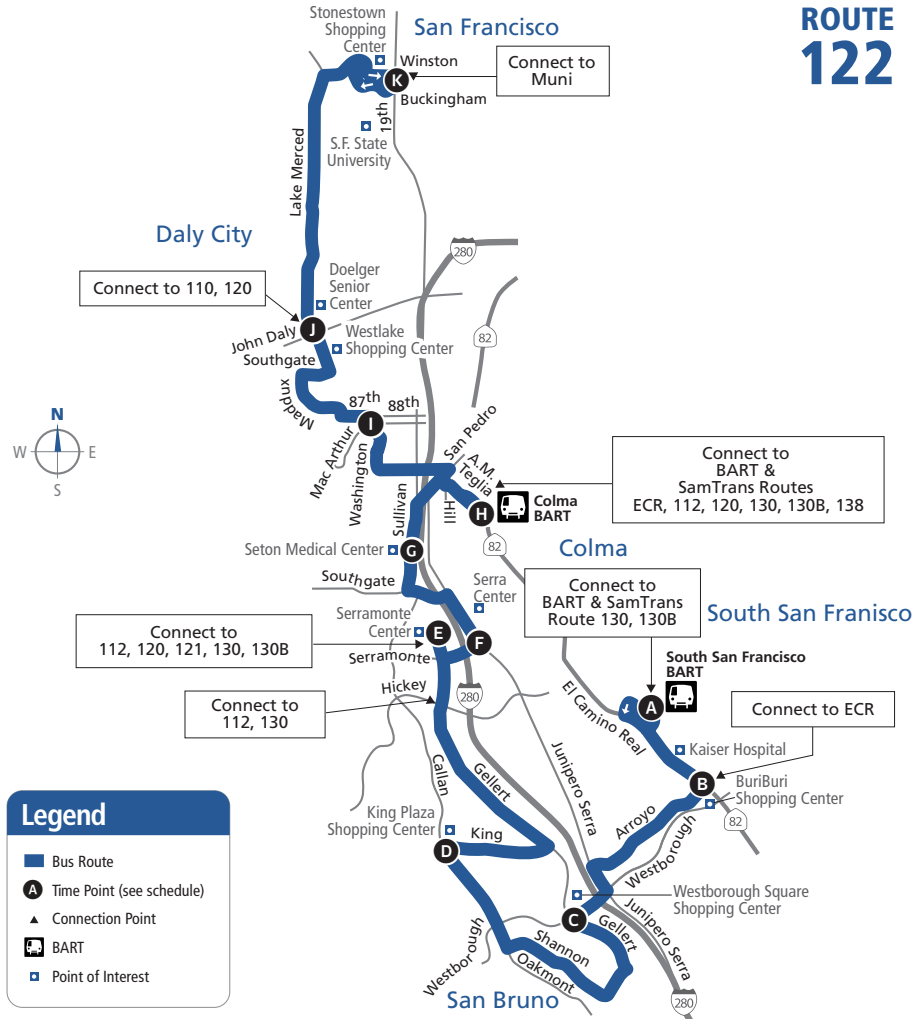 ROUTE
122
Stonestown
Shopping
Center
San Francisco
Winston
K
Connect to
Muni
Buckingham
19th
S.F. State
University
Lake Merced
Daly City
280
Connect to 110, 120
Doelger
Senior
Center
82
J
John Daly
Westlake
Shopping Center
Southgate
Maddux
87th
88th
I
N
W
E
S
Mac Arthur
Washington
San Pedro
A.M.
Teglia
Hill
H
Colma
BART
Connect to
BART &
SamTrans Routes
ECR, 112, 120, 130, 130B, 138
Sullivan
82
Seton Medical Center
G
Colma
Southgate
Serra
Center
Connect to
BART & SamTrans
Route 130, 130B
South San Franisco
Connect to
112, 120, 121, 130, 130B
Serramonte
Center
E
F
Serramonte
South San Francisco
BART
Hickey
280
A
El Camino Real
Connect to
112, 130
Connect to ECR
Kaiser Hospital
B
BuriBuri
Shopping Center
82
Callan
Gellert
Junipero Serra
Arroyo
Westborough
King Plaza
Shopping Center
King
D
Westborough Square
Shopping Center
C
Gellert
Junipero Serra
Westborough
Shannon
Oakmont
San Bruno
280
Legend
Bus Route
A Time Point (see schedule)
Connection Point
BART
Point of Interest